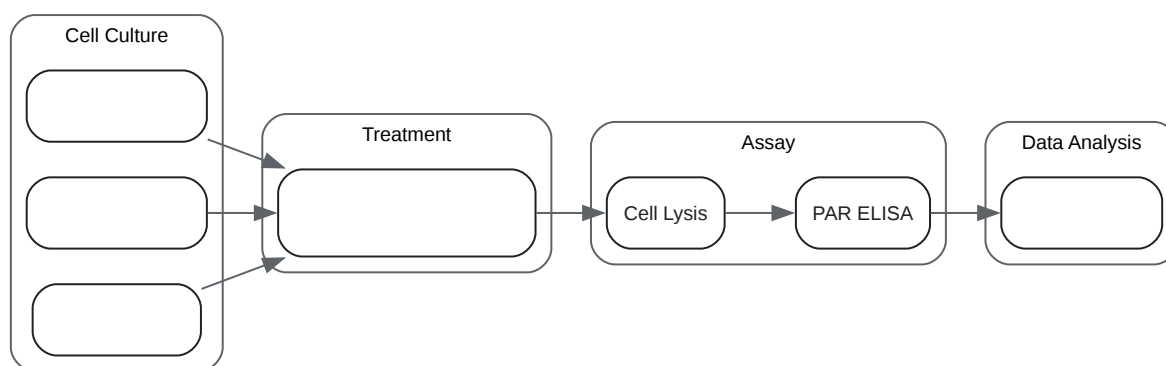 Cell Culture
Treatment
Assay
Cell Lysis
PAR ELISA
Data Analysis